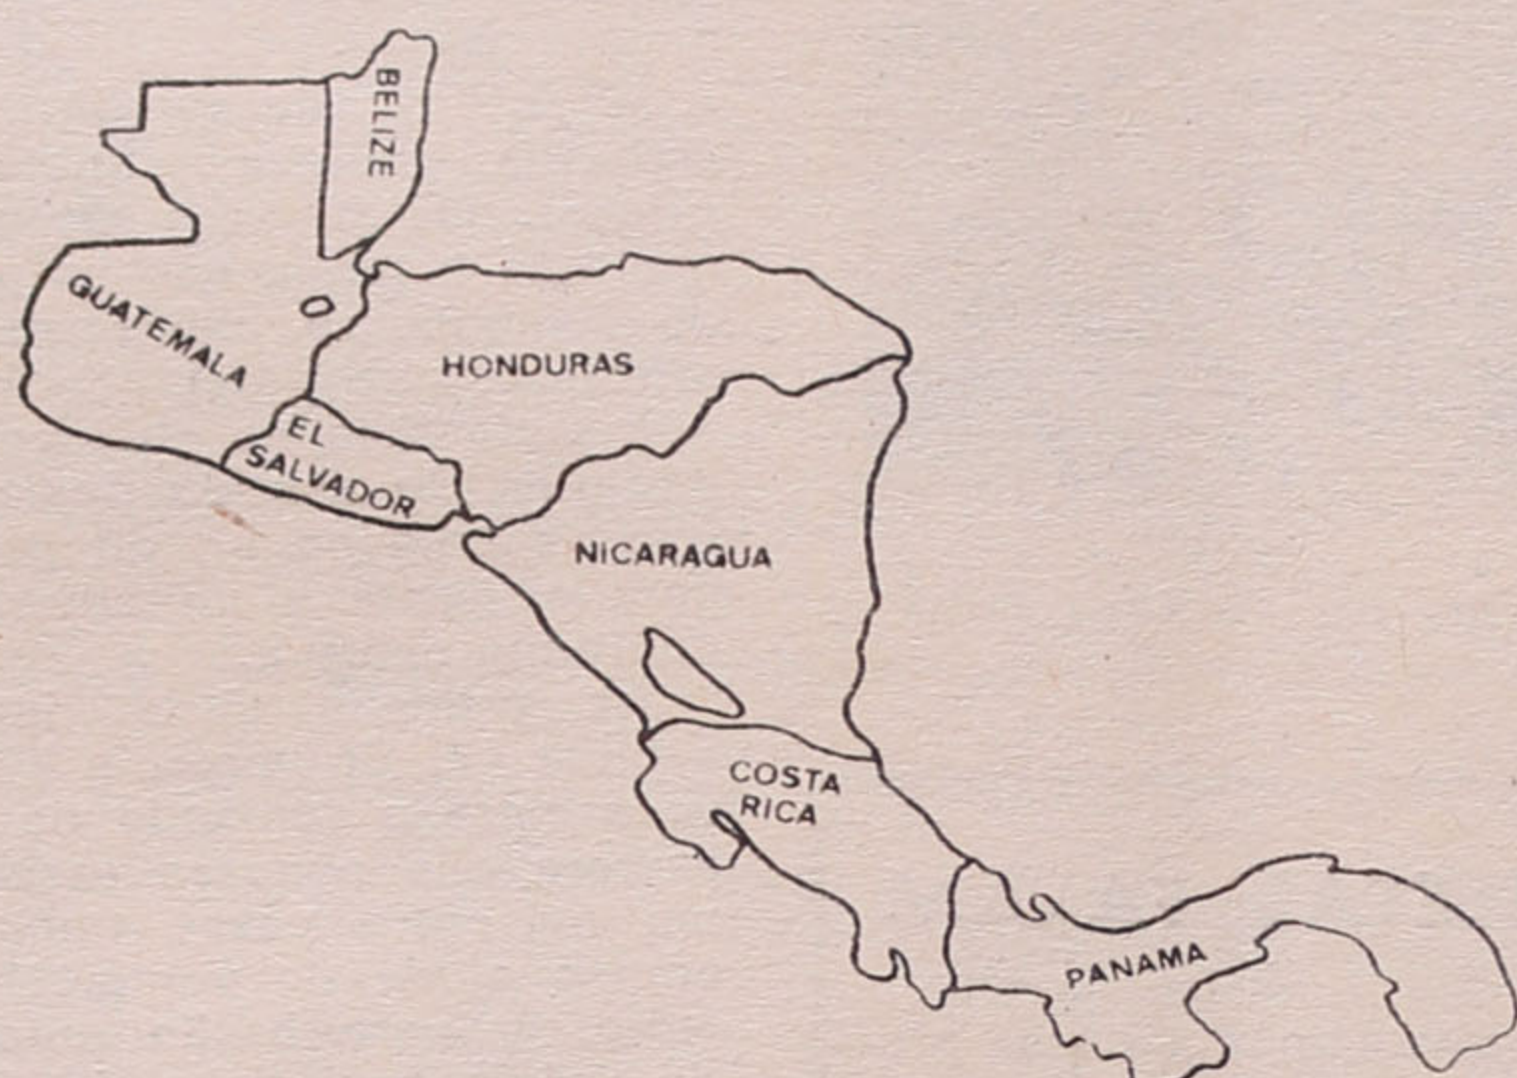 BELIZE
GUATEMALA
HONDURAS
EL
SALVADOR
NICARAGUA
COSTA
RICA
PANAMA